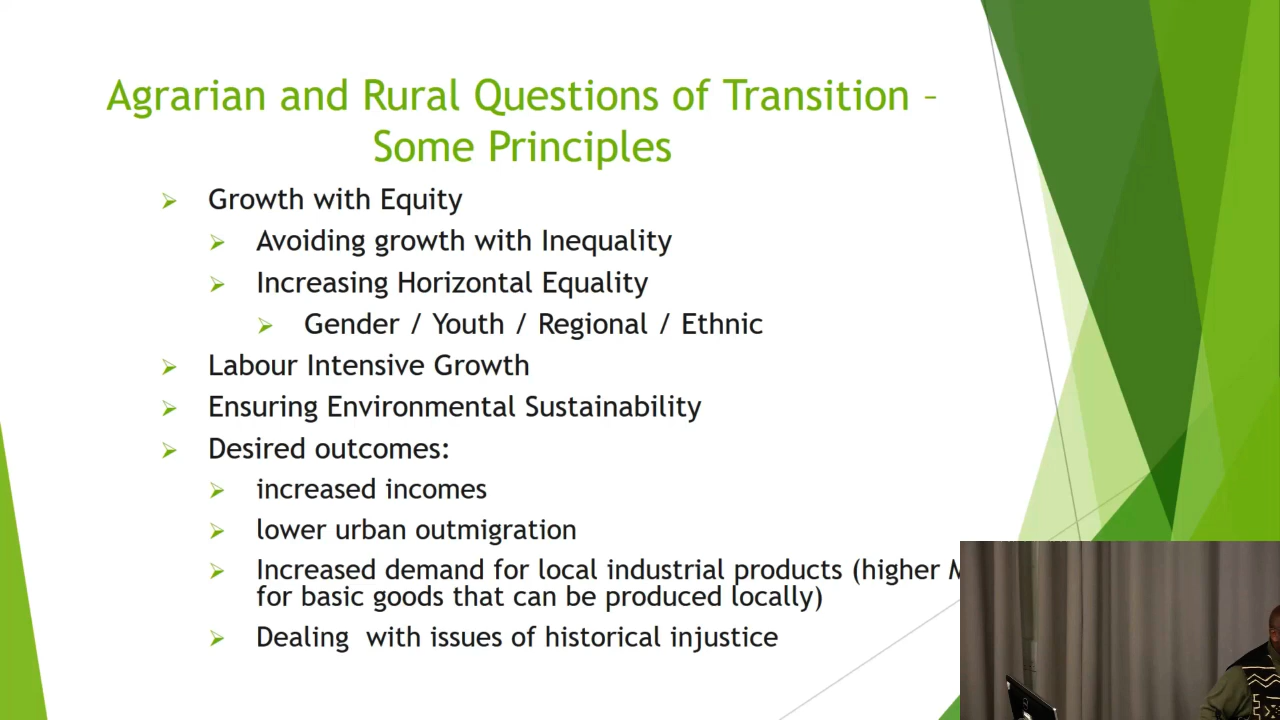 Agrarian and Rural Questions of Transition –
Some Principles
Growth with Equity
Avoiding growth with Inequality
Increasing Horizontal Equality
Gender / Youth / Regional / Ethnic
Labour Intensive Growth
Ensuring Environmental Sustainability
Desired outcomes:
increased incomes
lower urban outmigration
Increased demand for local industrial products (higher
for basic goods that can be produced locally)
Dealing with issues of historical injustice